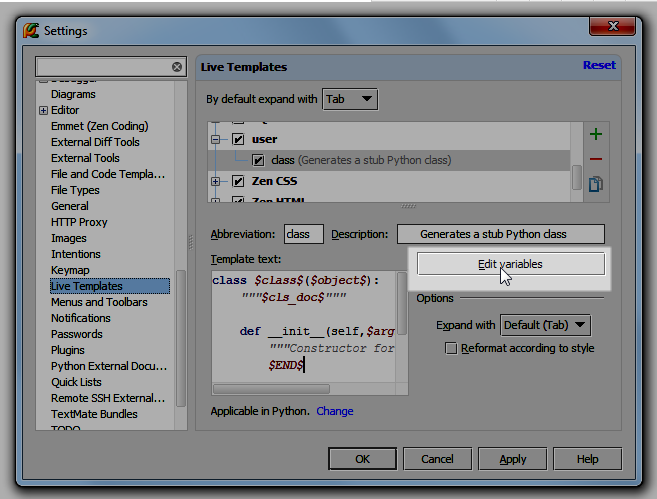 Settings
Live Templates
Reset
By default expand with Tab
Diagrams
Editor
Emmet (Zen Coding)
External Diff Tools
External Tools
File and Code Templa...
File Types
General
HTTP Proxy
Images
Intentions
Keymap
Live Templates
Menus and Toolbars
Notifications
Passwords
Plugins
Python External Docu...
Quick Lists
Remote SSH External...
TextMate Bundles
TODO
user
class (Generates a stub Python class)
Zen CSS
Zen HTML
Abbreviation: class
Description: Generates a stub Python class
Template text:
class $class$($object$):
"""$cls_doc$"""
def __init__(self,$arg
"""Constructor for
$END$
Edit variables
Options
Expand with Default (Tab)
Reformat according to style
Applicable in Python. Change
OK
Cancel
Apply
Help